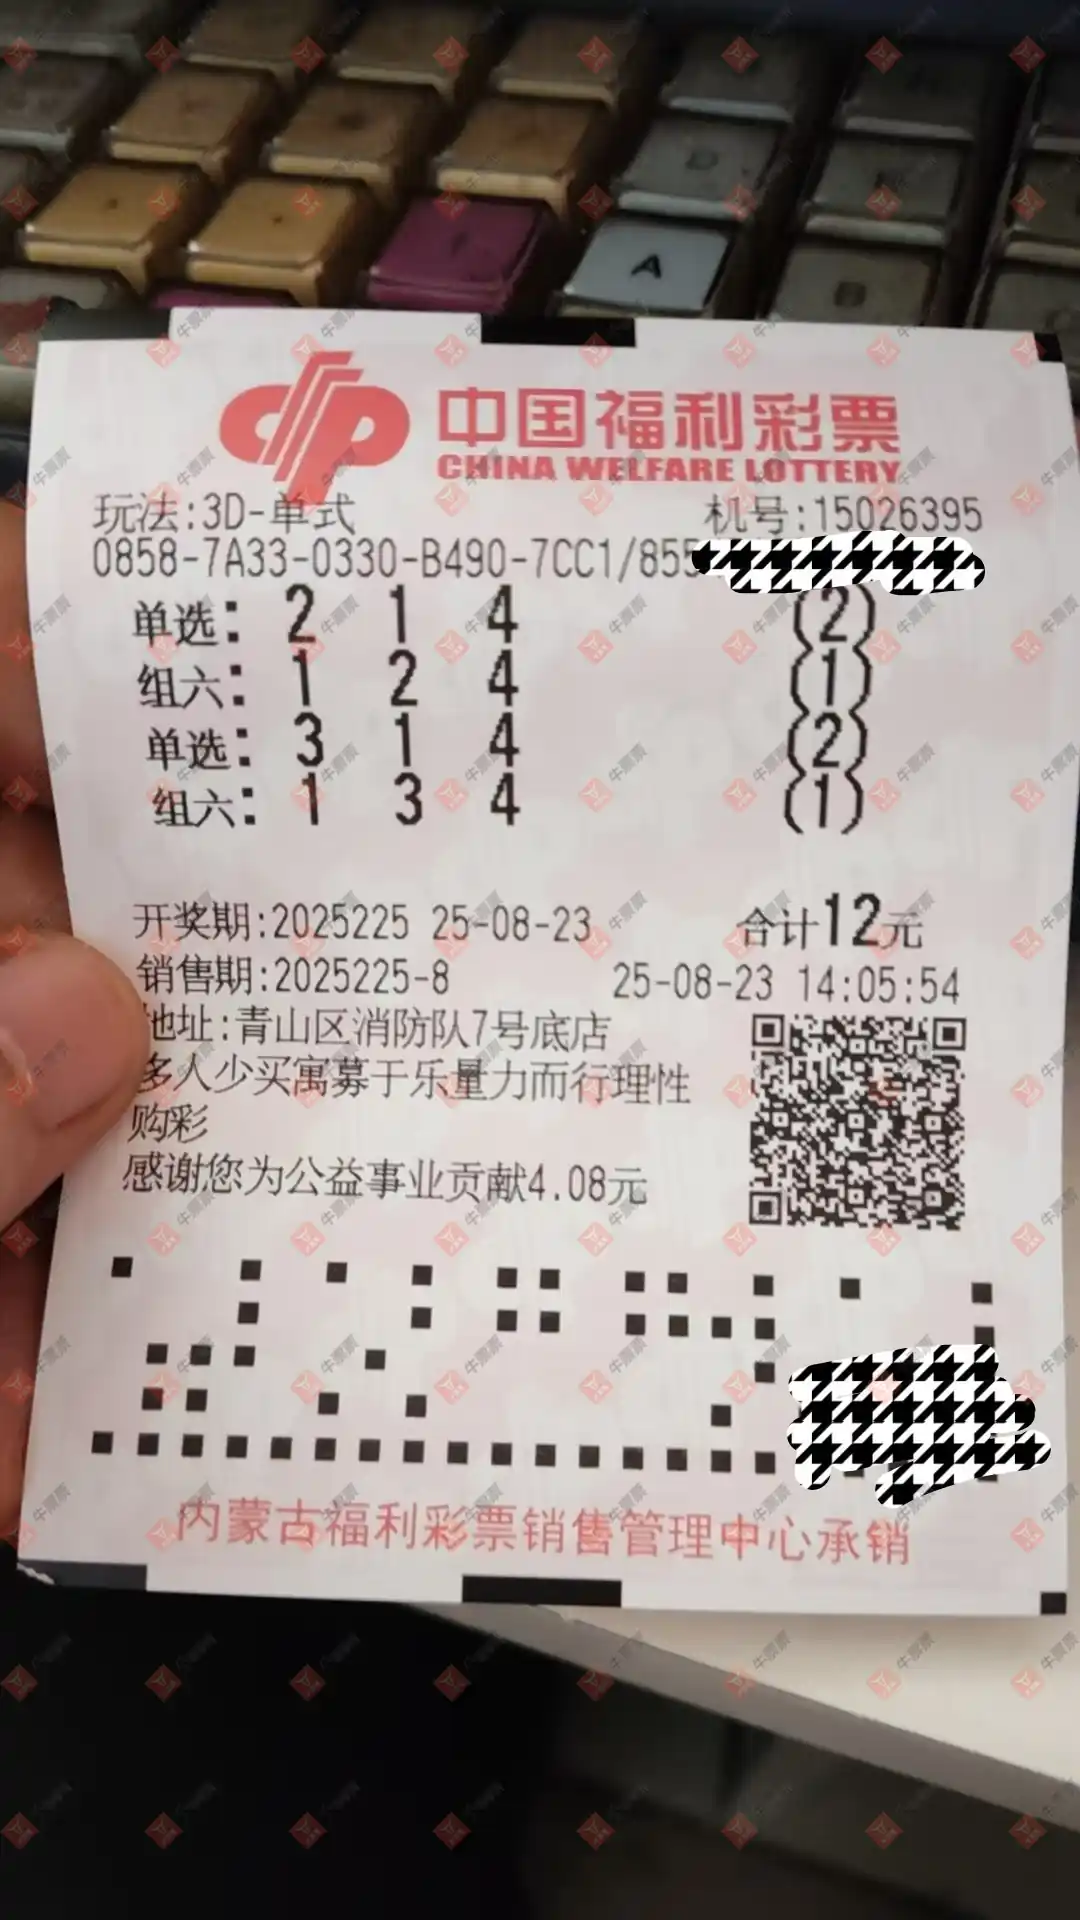 A
中国福利彩票
CHINA WELFARE LOTTERY
玩法:3D-单式 机号:15026395
0858-7A33-0330-B490-7CC1/855
单选: 2 1 4 (2)
组六: 1 2 4 (1)
单选: 3 1 4 (2)
组六: 1 3 4 (1)
开奖期:2025225 25-08-23 合计12元
销售期:2025225-8 25-08-23 14:05:54
地址:青山区消防队7号底店
多人少买寓募于乐量力而行理性
购彩
感谢您为公益事业贡献4.08元
内蒙古福利彩票销售管理中心承销
牛票票